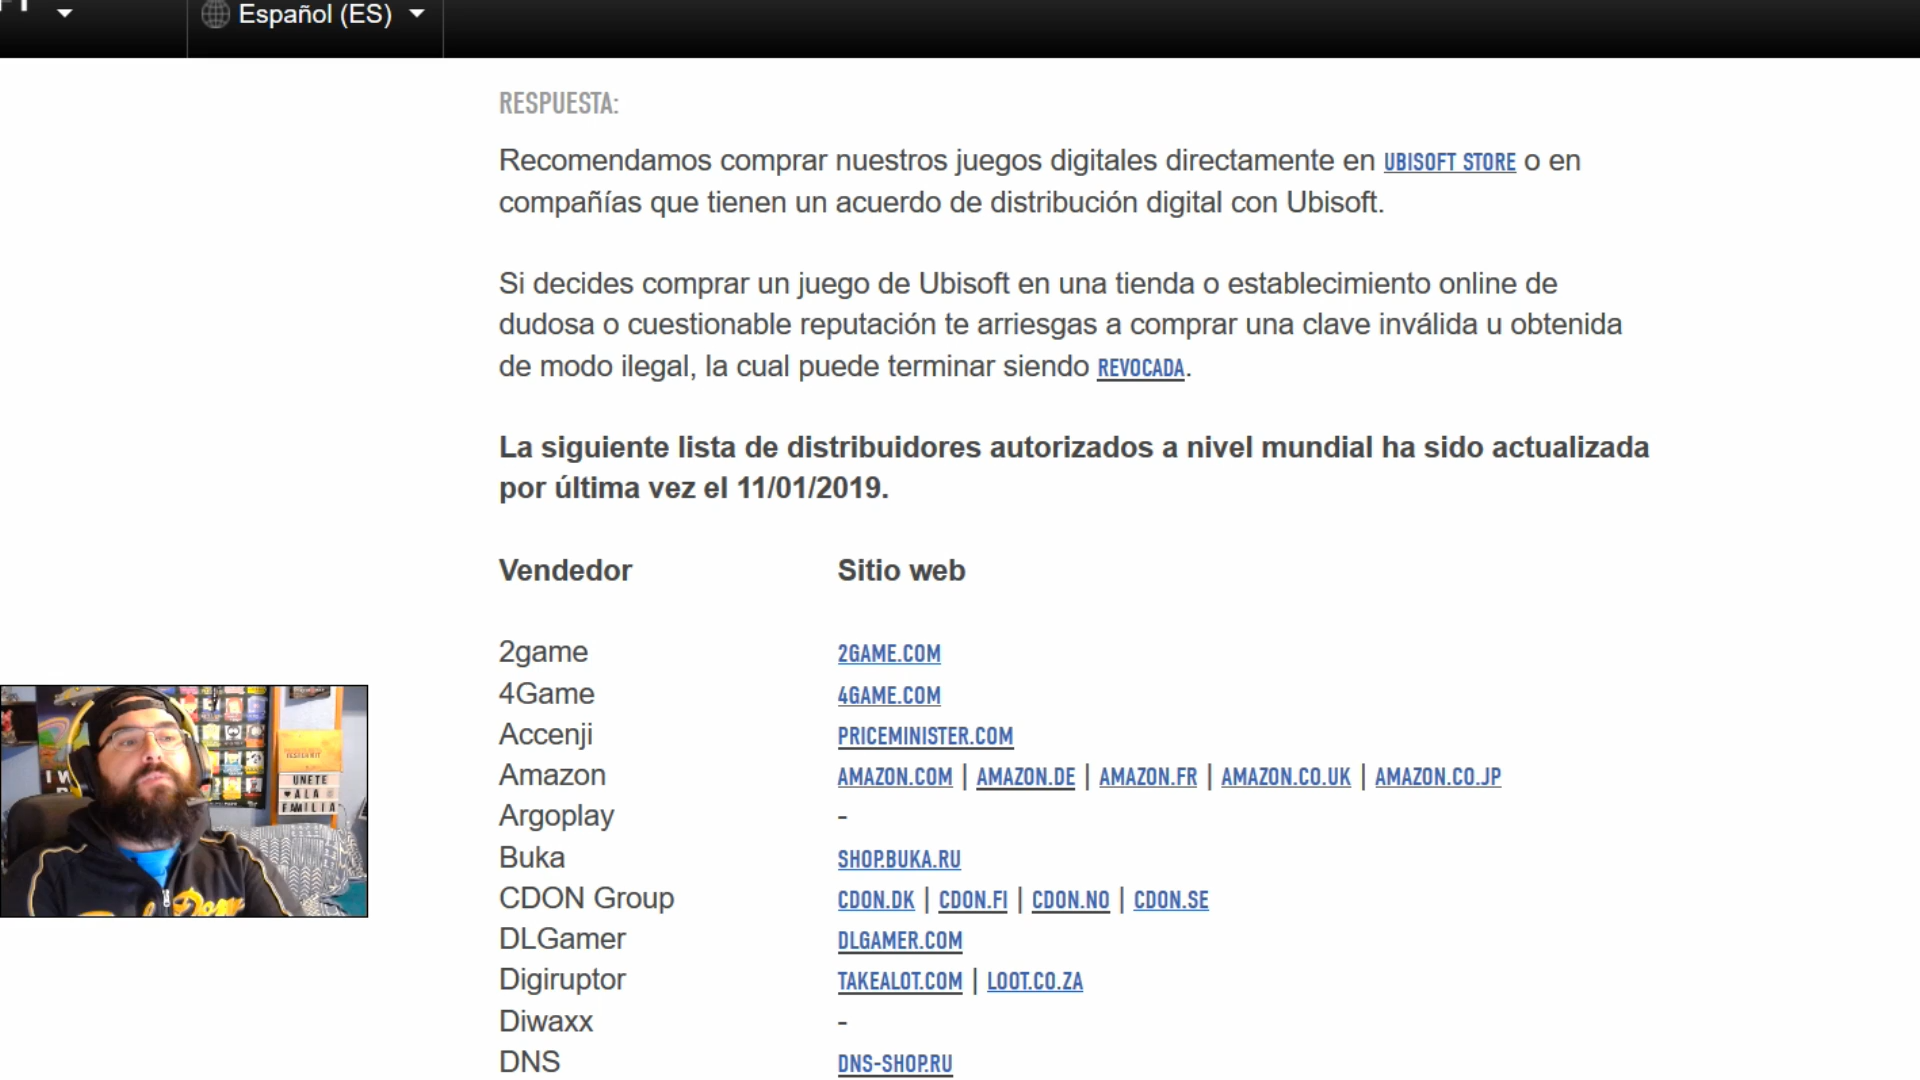 Español (ES)
RESPUESTA:
Recomendamos comprar nuestros juegos digitales directamente en UBISOFT STORE o en
compañías que tienen un acuerdo de distribución digital con Ubisoft.
Si decides comprar un juego de Ubisoft en una tienda o establecimiento online de
dudosa o cuestionable reputación te arriesgas a comprar una clave inválida u obtenida
de modo ilegal, la cual puede terminar siendo REVOCADA.
La siguiente lista de distribuidores autorizados a nivel mundial ha sido actualizada
por última vez el 11/01/2019.
Vendedor Sitio web
2game 2GAME.COM
4Game 4GAME.COM
Accenji PRICEMINISTER.COM
Amazon AMAZON.COM | AMAZON.DE | AMAZON.FR | AMAZON.CO.UK | AMAZON.CO.JP
Argoplay -
Buka SHOP.BUKA.RU
CDON Group CDON.DK | CDON.FI | CDON.NO | CDON.SE
DLGamer DLGAMER.COM
Digiruptor TAKEALOT.COM | LOOT.CO.ZA
Diwaxx -
DNS DNS-SHOP.RU
UNETE
♥ A LA
FAMILIA